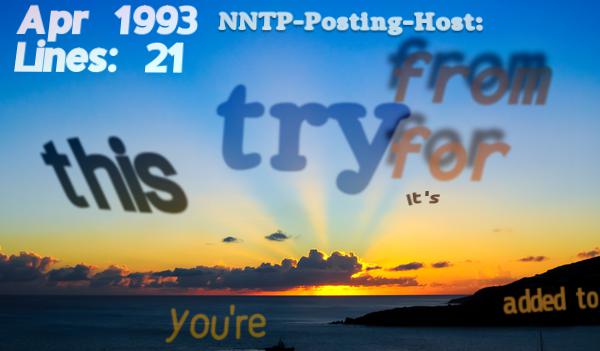 Apr 1993
Lines: 21
NNTP-Posting-Host:
from
try
for
this
It's
added to
you're